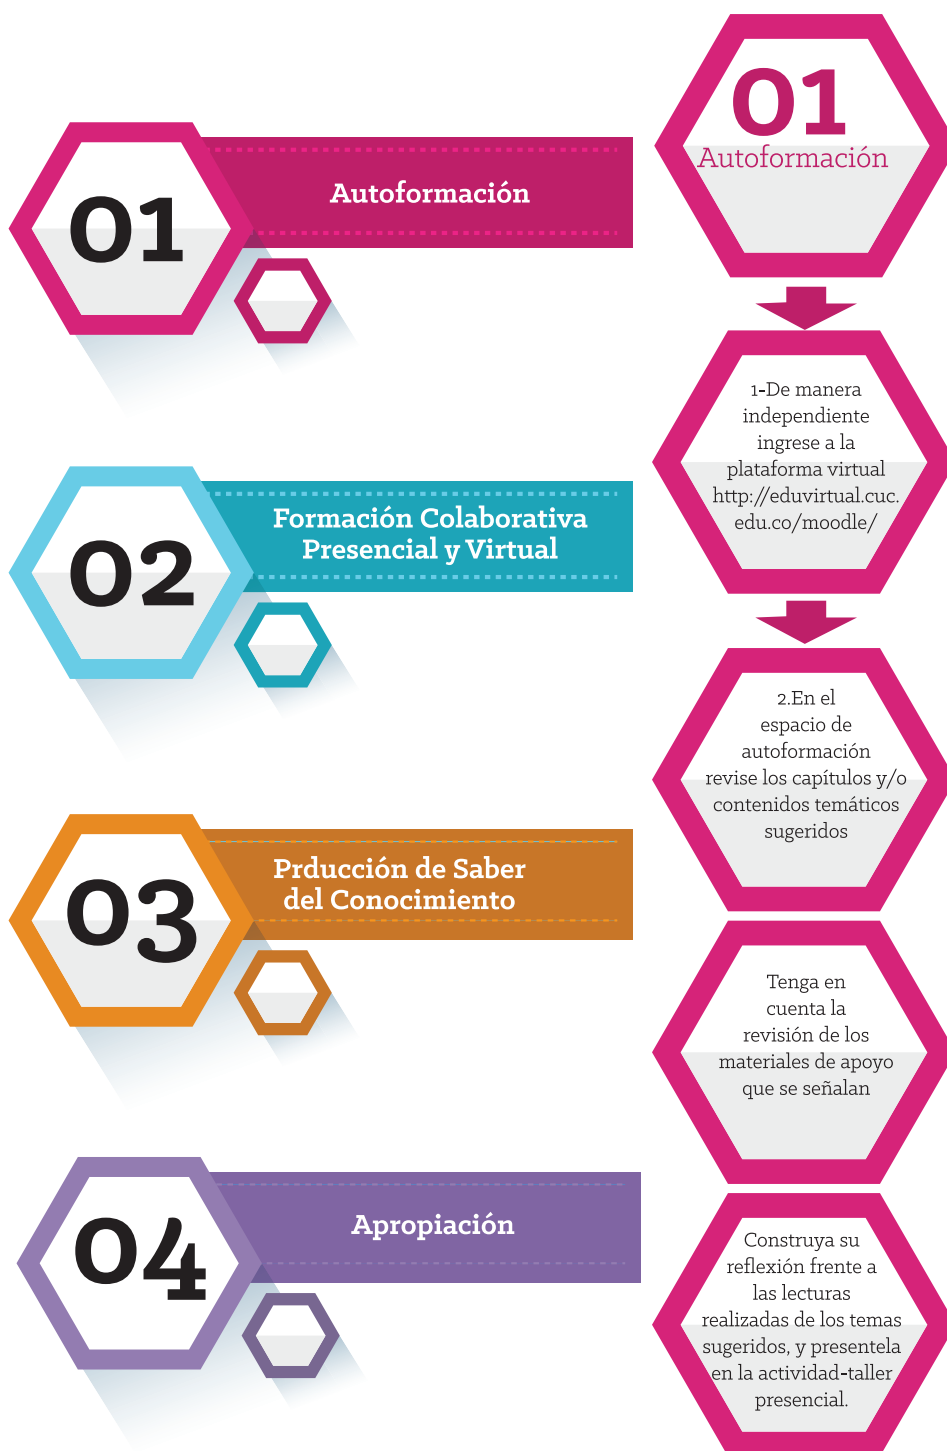 01
Autoformación
02
Formación Colaborativa
Presencial y Virtual
03
Prducción de Saber
del Conocimiento
04
Apropiación
01
Autoformación
1-De manera
independiente
ingrese a la
plataforma virtual
http://eduvirtual.cuc.
edu.co/moodle/
2.En el
espacio de
autoformación
revise los capítulos y/o
contenidos temáticos
sugeridos
Tenga en
cuenta la
revisión de los
materiales de apoyo
que se señalan
Construya su
reflexión frente a
las lecturas
realizadas de los temas
sugeridos, y presentela
en la actividad-taller
presencial.